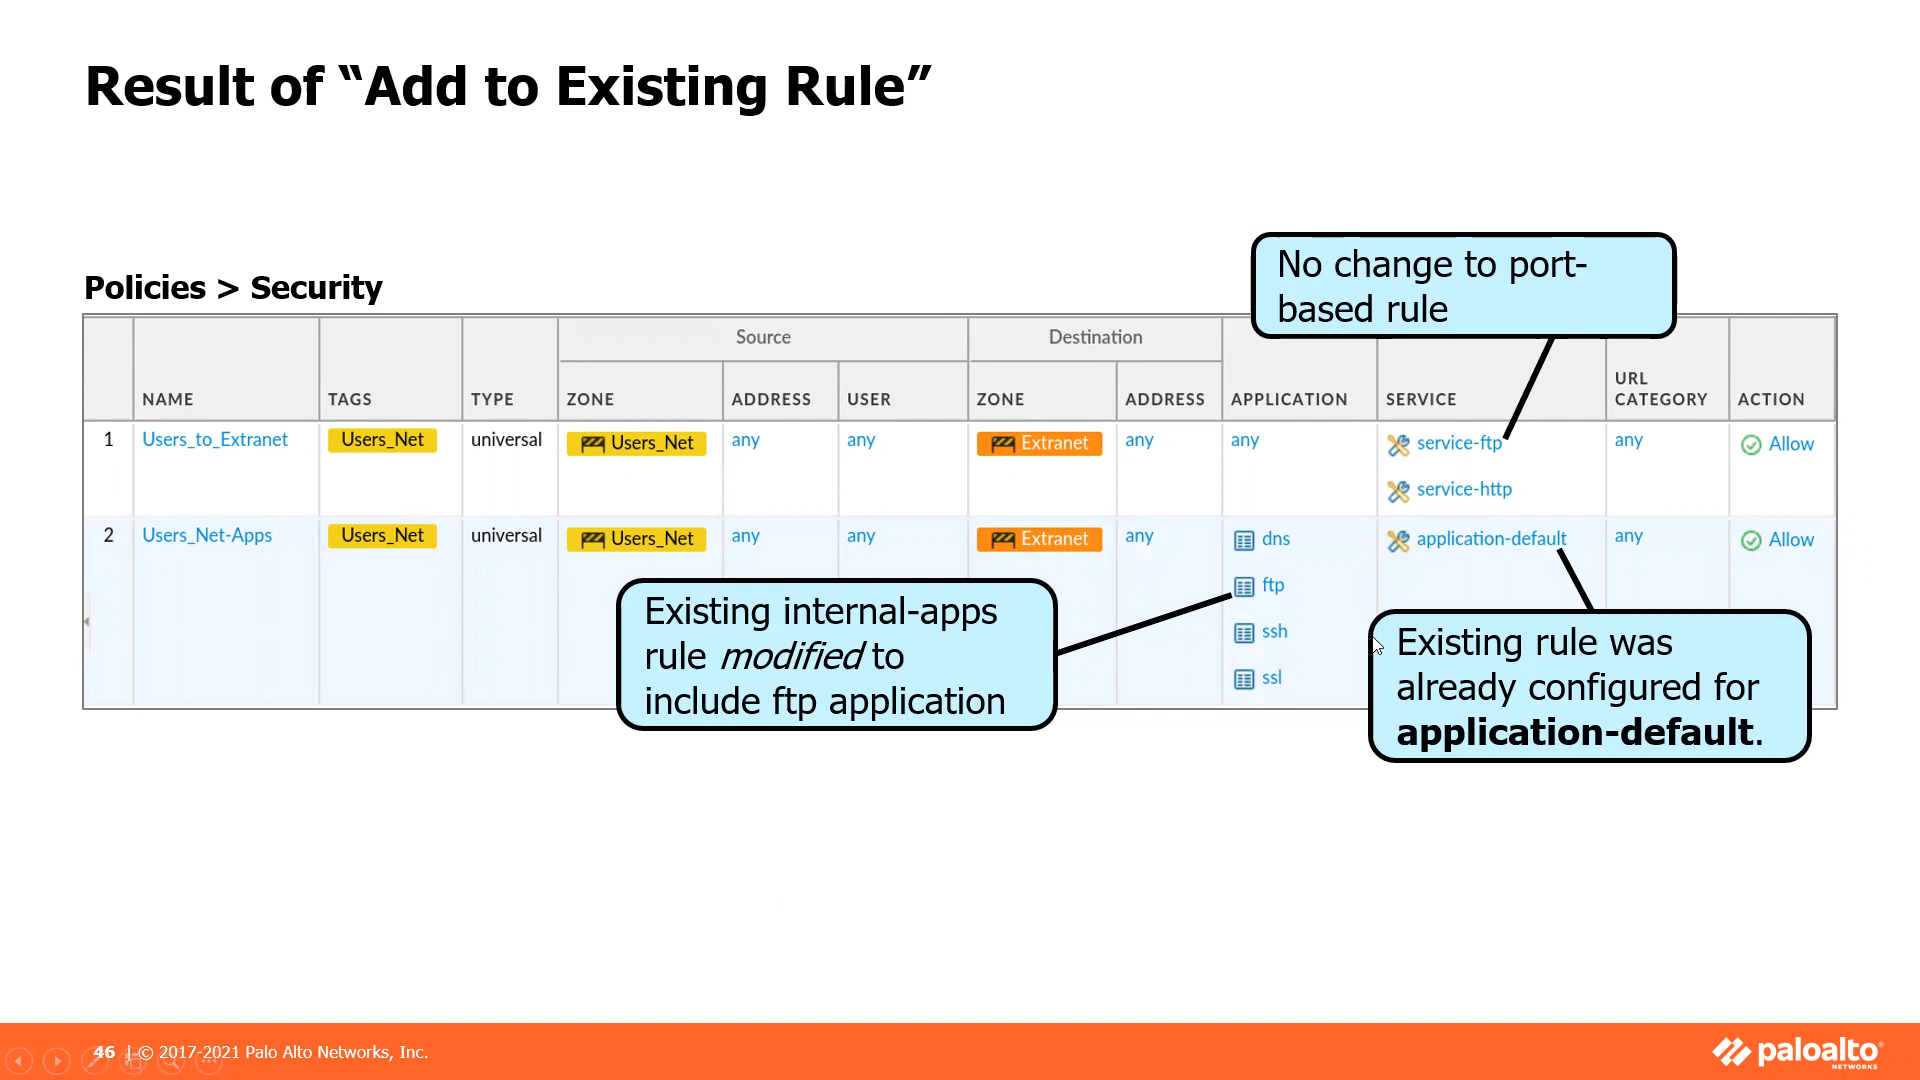 Result of “Add to Existing Rule”
No change to port-
based rule
Policies > Security
Source
Destination
NAME
TAGS
TYPE
ZONE
ADDRESS
USER
ZONE
ADDRESS
APPLICATION
SERVICE
URL
CATEGORY
ACTION
1
Users_to_Extranet
Users_Net
universal
Users_Net
any
any
Extranet
any
any
service-ftp
service-http
any
Allow
2
Users_Net-Apps
Users_Net
universal
Users_Net
any
any
Extranet
any
dns
ftp
ssh
ssl
application-default
any
Allow
Existing internal-apps
rule modified to
include ftp application
Existing rule was
already configured for
application-default.
46 | © 2017-2021 Palo Alto Networks, Inc.
paloalto®
NETWORKS